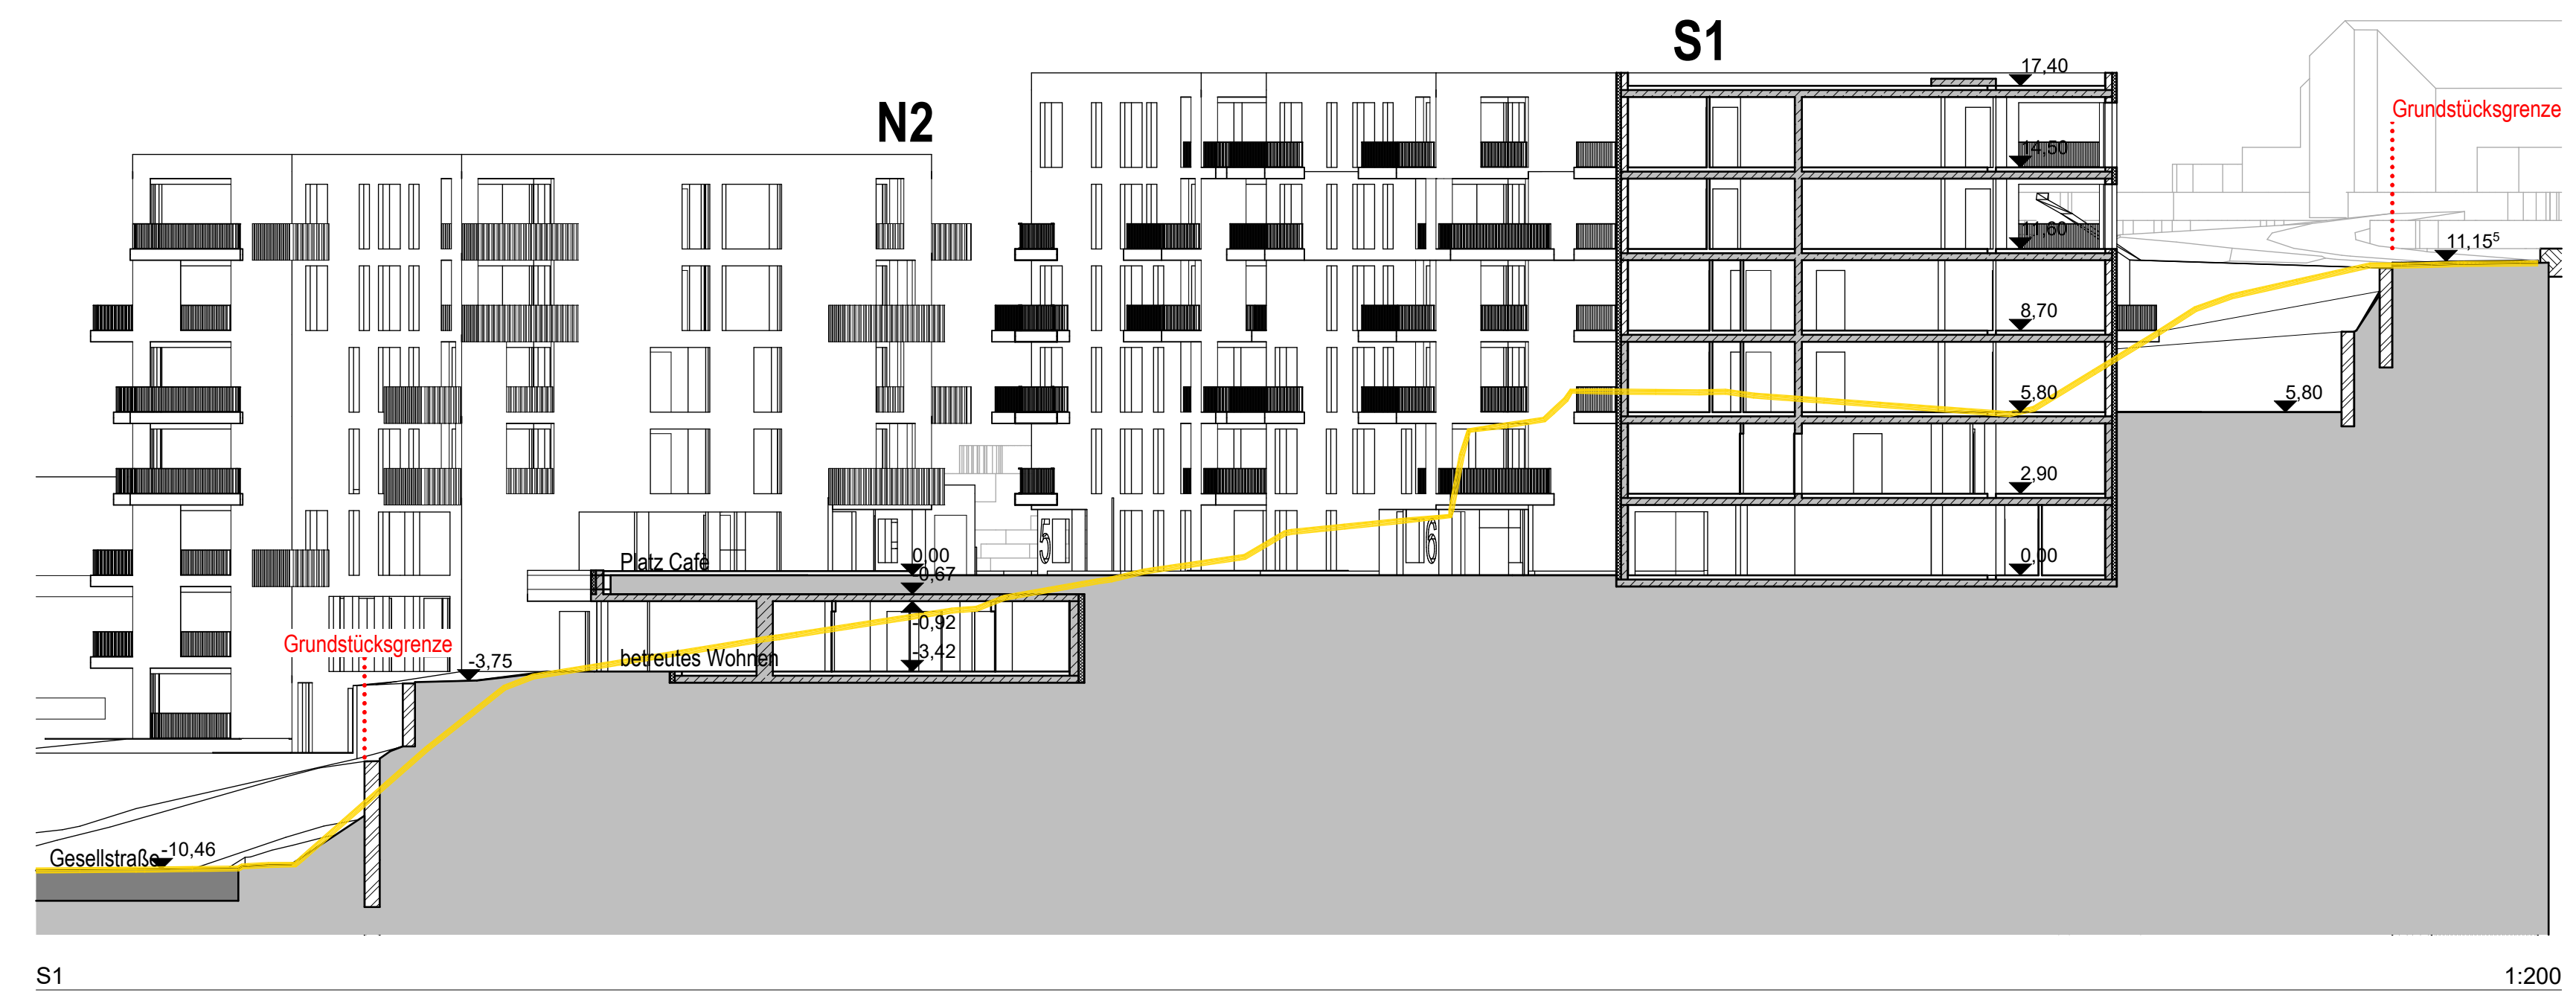 S1
17,40
N2
Grundstücksgrenze
14,50
11,60
11,15⁵
8,70
5,80
5,80
2,90
5
6
Platz Cafè
0,00
-0,67
0,00
-0,92
Grundstücksgrenze
-3,75
betreutes Wohnen
-3,42
Gesellstraße
-10,46
S1
1:200